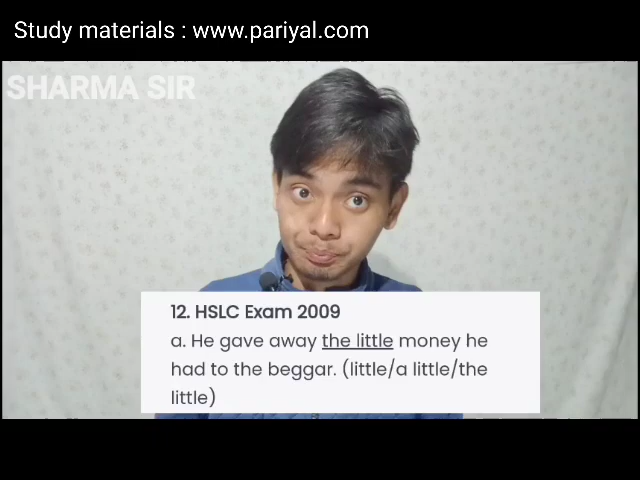 Study materials : www.pariyal.com
SHARMA SIR
12. HSLC Exam 2009
a. He gave away the little money he
had to the beggar. (little/a little/the
little)